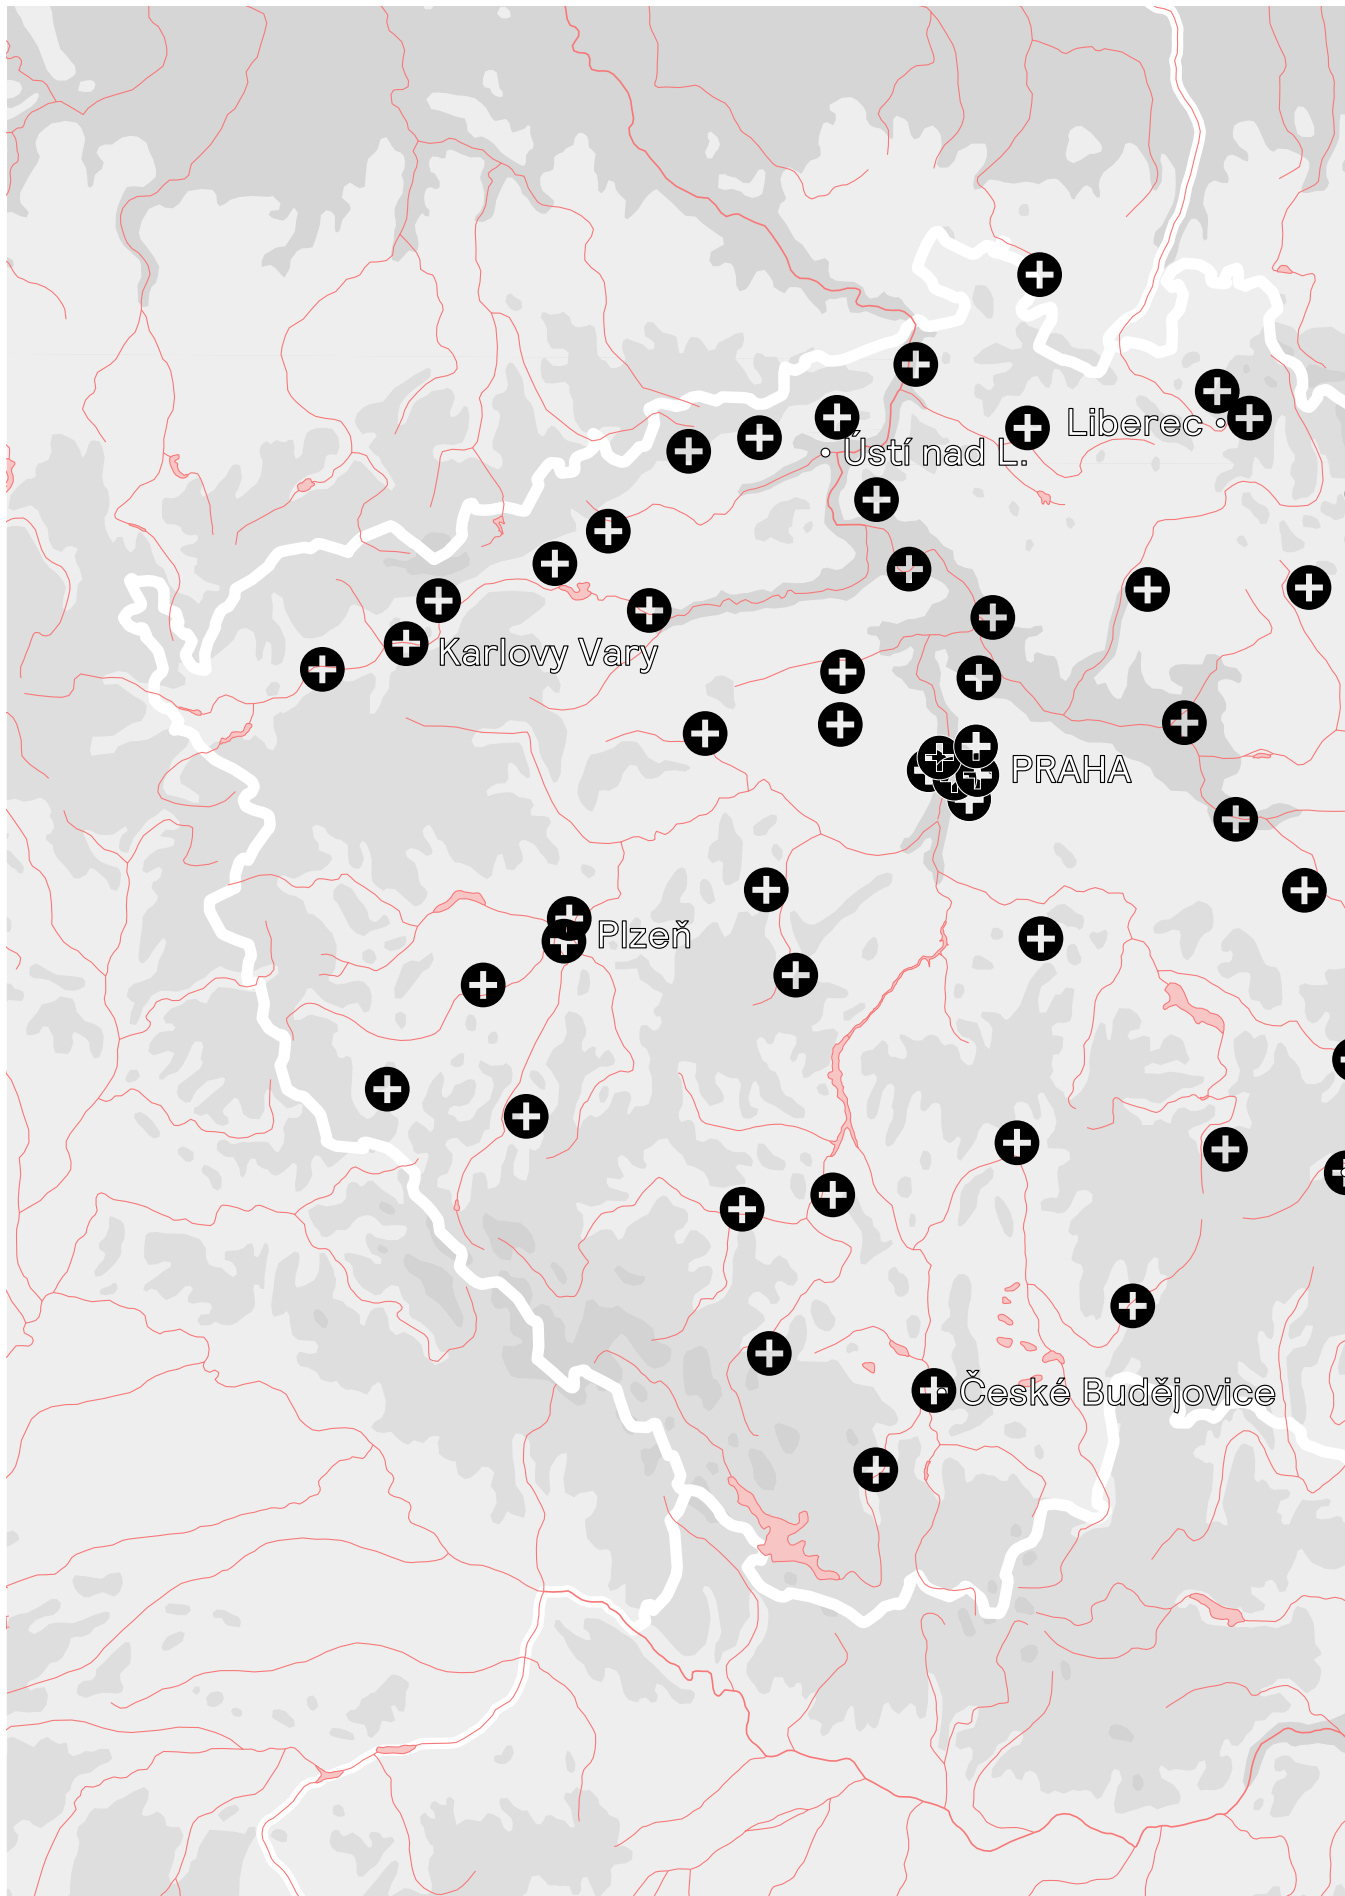 Liberec
Ústí nad L.
Karlovy Vary
PRAHA
Plzeň
České Budějovice